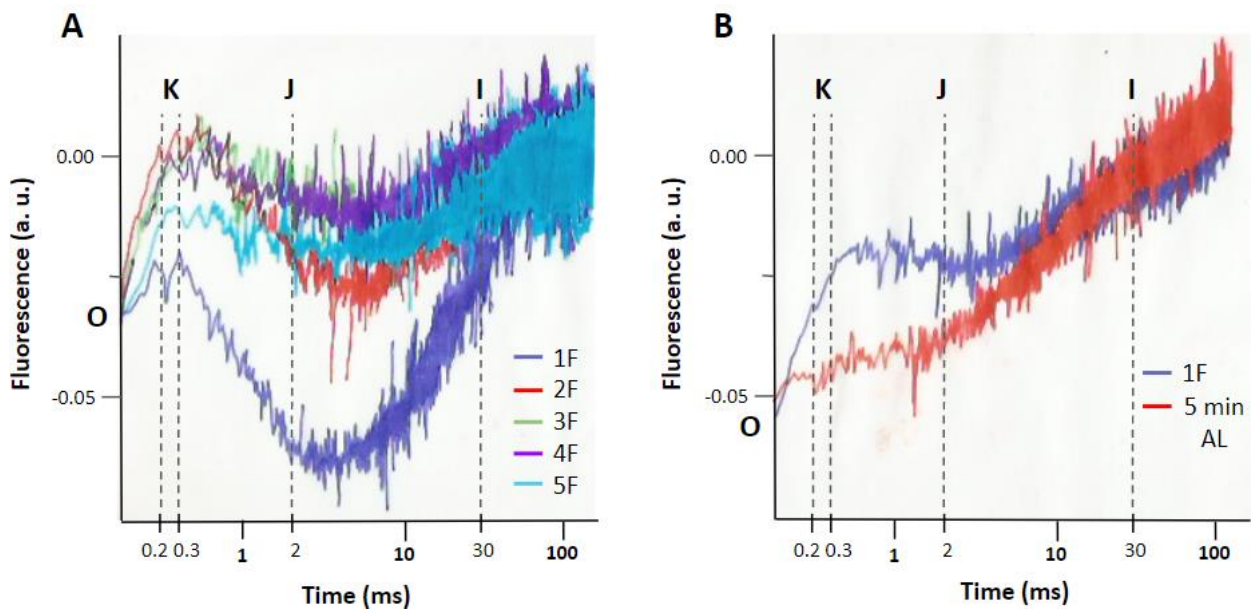 A
K
J
I
0.00
O
-0.05
Fluorescence (a. u.)
1F
2F
3F
4F
5F
0.2
0.3
1
2
10
30
100
Time (ms)
B
K
J
I
0.00
-0.05
O
Fluorescence (a. u.)
1F
5 min
AL
0.2
0.3
1
2
10
30
100
Time (ms)